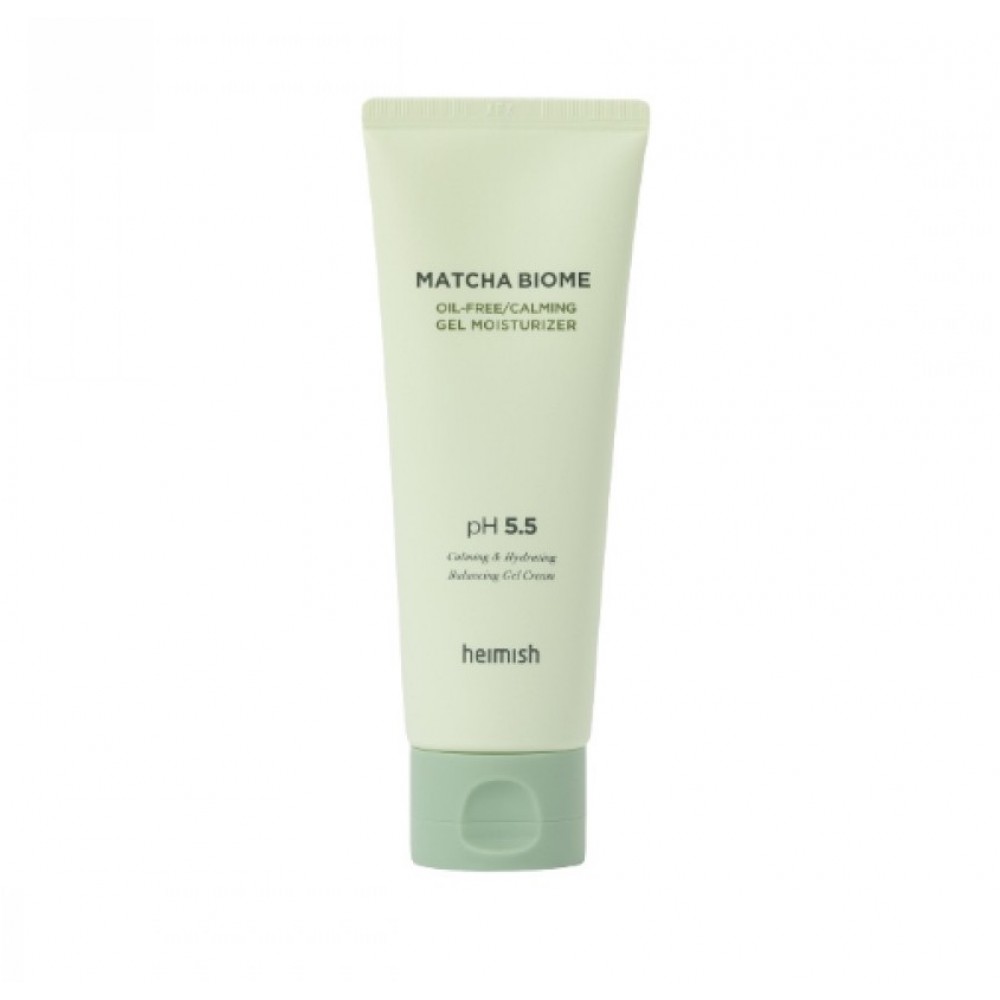 MATCHA BIOME
OIL-FREE/CALMING
GEL MOISTURIZER
pH 5.5
Calming & Hydrating
Balancing Gel Cream
heimish